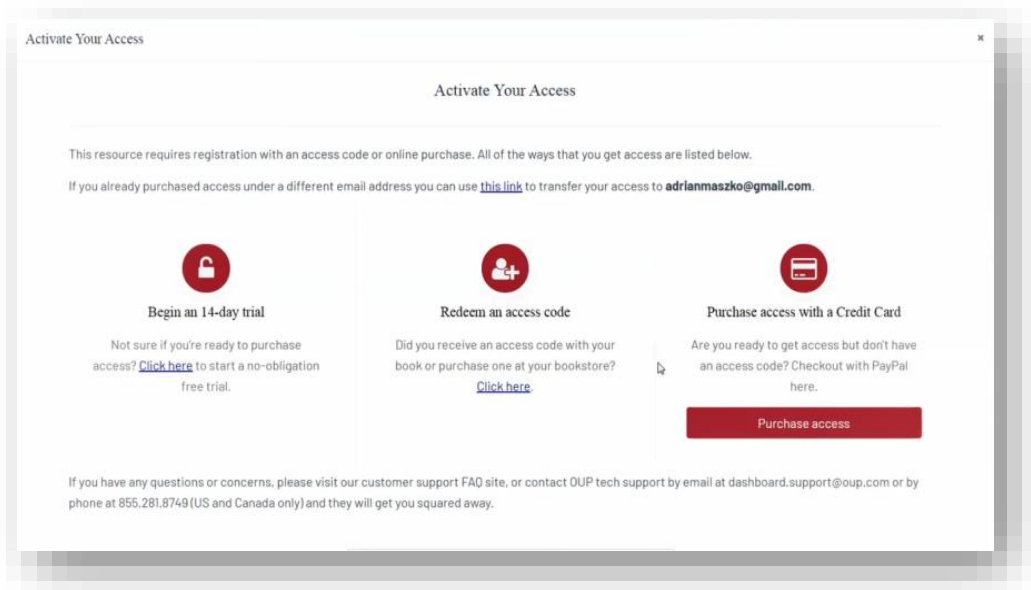 Activate Your Access
Activate Your Access
This resource requires registration with an access code or online purchase. All of the ways that you get access are listed below.
If you already purchased access under a different email address you can use this link to transfer your access to adrianmaszko@gmail.com.
Begin an 14-day trial
Not sure if you're ready to purchase
access? Click here to start a no-obligation
free trial.
Redeem an access code
Did you receive an access code with your
book or purchase one at your bookstore?
Click here.
Purchase access with a Credit Card
Are you ready to get access but don't have
an access code? Checkout with PayPal
here.
Purchase access
If you have any questions or concerns, please visit our customer support FAQ site, or contact OUP tech support by email at dashboard.support@oup.com or by
phone at 855.281.8749 (US and Canada only) and they will get you squared away.